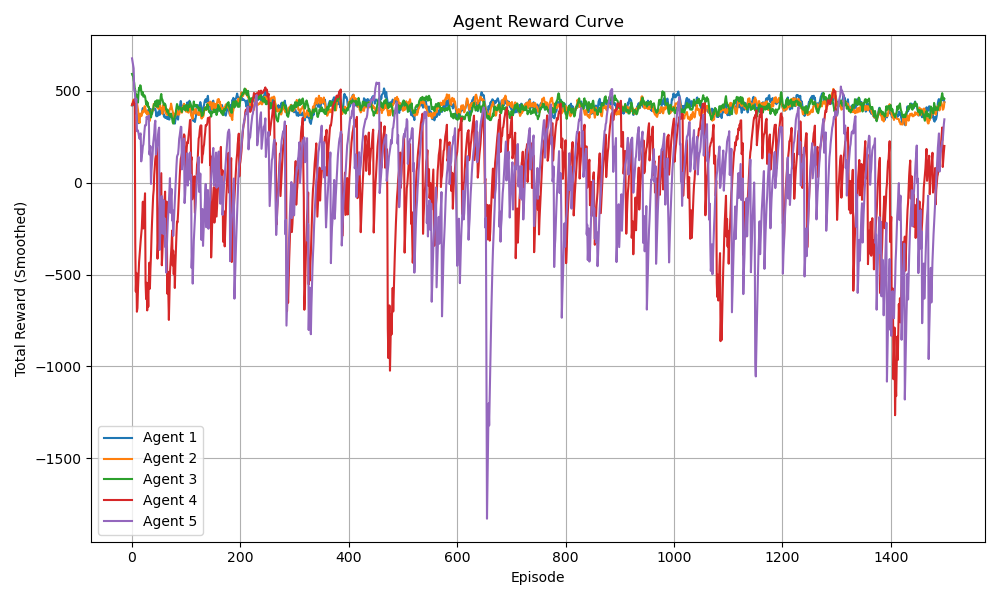 Agent Reward Curve
Total Reward (Smoothed)
500
0
−500
−1000
−1500
Agent 1
Agent 2
Agent 3
Agent 4
Agent 5
0 200 400 600 800 1000 1200 1400
Episode